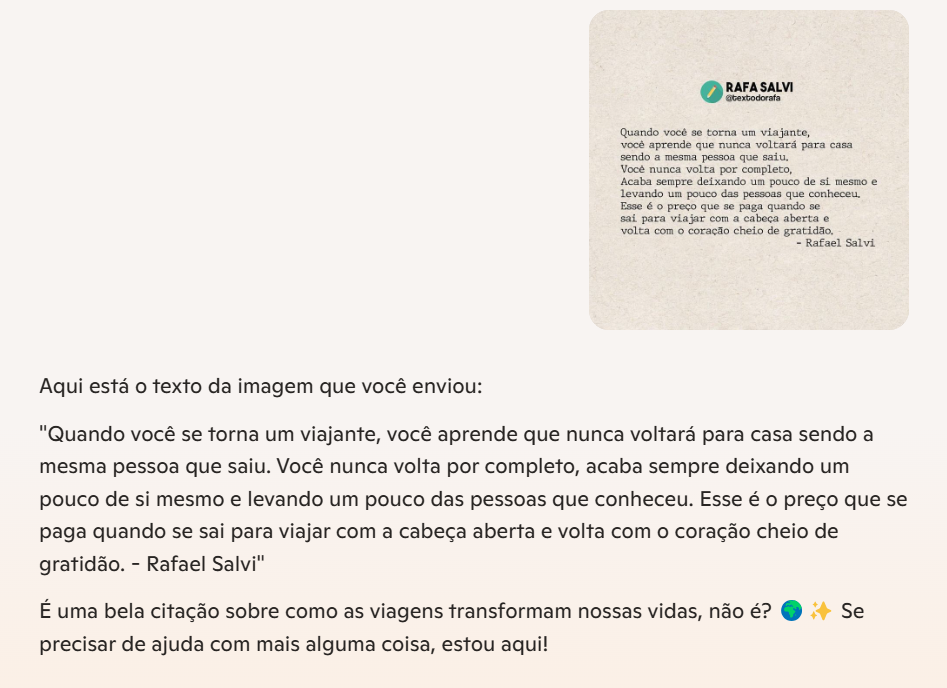 RAFA SALVI
@textodorafa
Quando você se torna um viajante,
você aprende que nunca voltará para casa
sendo a mesma pessoa que saiu.
Você nunca volta por completo,
Acaba sempre deixando um pouco de si mesmo e
levando um pouco das pessoas que conheceu.
Esse é o preço que se paga quando se
sai para viajar com a cabeça aberta e
volta com o coração cheio de gratidão.
- Rafael Salvi
Aqui está o texto da imagem que você enviou:
"Quando você se torna um viajante, você aprende que nunca voltará para casa sendo a
mesma pessoa que saiu. Você nunca volta por completo, acaba sempre deixando um
pouco de si mesmo e levando um pouco das pessoas que conheceu. Esse é o preço que se
paga quando se sai para viajar com a cabeça aberta e volta com o coração cheio de
gratidão. - Rafael Salvi"
É uma bela citação sobre como as viagens transformam nossas vidas, não é? 🌍 ✨ Se
precisar de ajuda com mais alguma coisa, estou aqui!